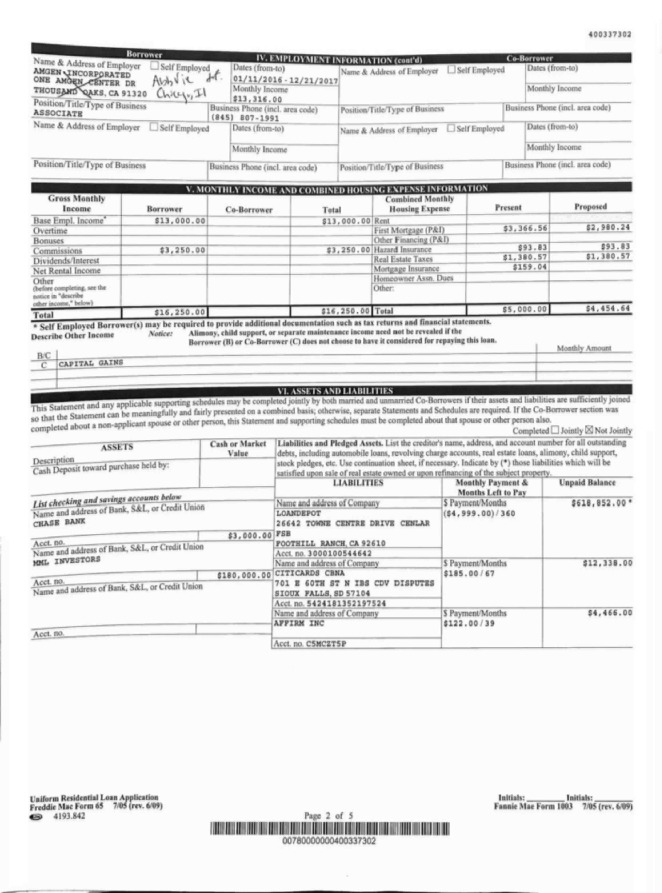 400337302
Borrower IV. EMPLOYMENT INFORMATION (cont'd) Co-Borrower
Name & Address of Employer Self Employed Dates (from-to) Name & Address of Employer Self Employed Dates (from-to)
AMGEN INCORPORATED 01/11/2016 - 12/21/2017
ONE AMGEN CENTER DR AbbVie Monthly Income Monthly Income
THOUSAND OAKS, CA 91320 $13,316.00
Position/Title/Type of Business Business Phone (incl. area code) Position/Title/Type of Business Business Phone (incl. area code)
ASSOCIATE (845) 807-1991
Name & Address of Employer Self Employed Dates (from-to) Name & Address of Employer Self Employed Dates (from-to)
Monthly Income Monthly Income
Position/Title/Type of Business Business Phone (incl. area code) Position/Title/Type of Business Business Phone (incl. area code)
V. MONTHLY INCOME AND COMBINED HOUSING EXPENSE INFORMATION
Gross Monthly Income Borrower Co-Borrower Total Combined Monthly Housing Expense Present Proposed
Base Empl. Income* $13,000.00 $13,000.00 Rent
Overtime First Mortgage (P&I) $3,366.56 $2,980.24
Bonuses Other Financing (P&I)
Commissions $3,250.00 $3,250.00 Hazard Insurance $93.83 $93.83
Dividends/Interest Real Estate Taxes $1,380.57 $1,380.57
Net Rental Income Mortgage Insurance $159.04
Other Homeowner Assn. Dues
(before completing, see the Other:
notice in "describe
other income," below)
Total $16,250.00 $16,250.00 Total $5,000.00 $4,454.64
* Self Employed Borrower(s) may be required to provide additional documentation such as tax returns and financial statements.
Describe Other Income Notice: Alimony, child support, or separate maintenance income need not be revealed if the
Borrower (B) or Co-Borrower (C) does not choose to have it considered for repaying this loan.
B/C Monthly Amount
C CAPITAL GAINS
VI. ASSETS AND LIABILITIES
This Statement and any applicable supporting schedules may be completed jointly by both married and unmarried Co-Borrowers if their assets and liabilities are sufficiently joined
so that the Statement can be meaningfully and fairly presented on a combined basis; otherwise, separate Statements and Schedules are required. If the Co-Borrower section was
completed about a non-applicant spouse or other person, this Statement and supporting schedules must be completed about that spouse or other person also.
Completed Jointly Not Jointly
ASSETS Cash or Market Value Liabilities and Pledged Assets. List the creditor's name, address, and account number for all outstanding
debts, including automobile loans, revolving charge accounts, real estate loans, alimony, child support,
stock pledges, etc. Use continuation sheet, if necessary. Indicate by (*) those liabilities which will be
satisfied upon sale of real estate owned or upon refinancing of the subject property.
Description
Cash Deposit toward purchase held by:
LIABILITIES Monthly Payment & Months Left to Pay Unpaid Balance
List checking and savings accounts below
Name and address of Bank, S&L, or Credit Union Name and address of Company $ Payment/Months $618,852.00 *
CHASE BANK LOANDEPOT ($4,999.00)/360
26642 TOWNE CENTRE DRIVE CENLAR
Acct. no. $3,000.00 FSB
FOOTHILL RANCH, CA 92610
Acct. no. 3000100544642
Name and address of Bank, S&L, or Credit Union Name and address of Company $ Payment/Months $12,338.00
MML INVESTORS
Acct. no. $180,000.00 CITICARDS CBNA $185.00/67
701 E 60TH ST N IBS CDV DISPUTES
SIOUX FALLS, SD 57104
Acct. no. 5424181352197524
Name and address of Bank, S&L, or Credit Union Name and address of Company $ Payment/Months $4,466.00
AFFIRM INC $122.00/39
Acct. no.
Acct. no. C5MCZT5P
Uniform Residential Loan Application Initials: Initials:
Freddie Mac Form 65 7/05 (rev. 6/09) Fannie Mae Form 1003 7/05 (rev. 6/09)
4193.842
Page 2 of 5
00780000000400337302